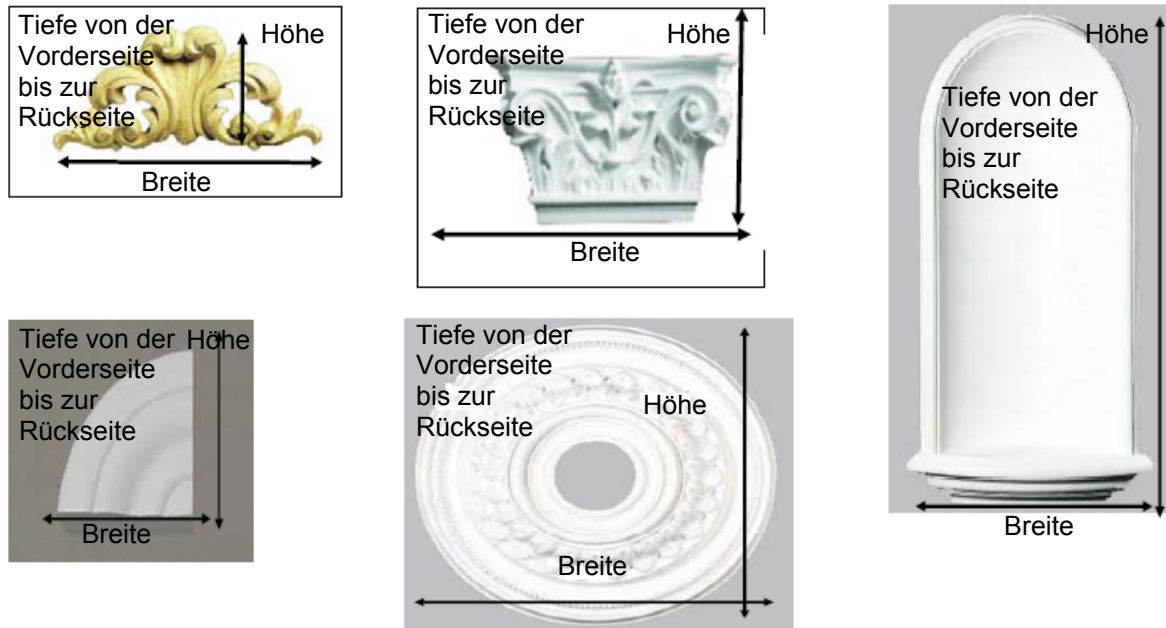 Tiefe von der
Vorderseite
bis zur
Rückseite
Höhe
Breite
Tiefe von der
Vorderseite
bis zur
Rückseite
Höhe
Breite
Tiefe von der
Vorderseite
bis zur
Rückseite
Höhe
Breite
Tiefe von der
Vorderseite
bis zur
Rückseite
Höhe
Breite
Tiefe von der
Vorderseite
bis zur
Rückseite
Höhe
Breite